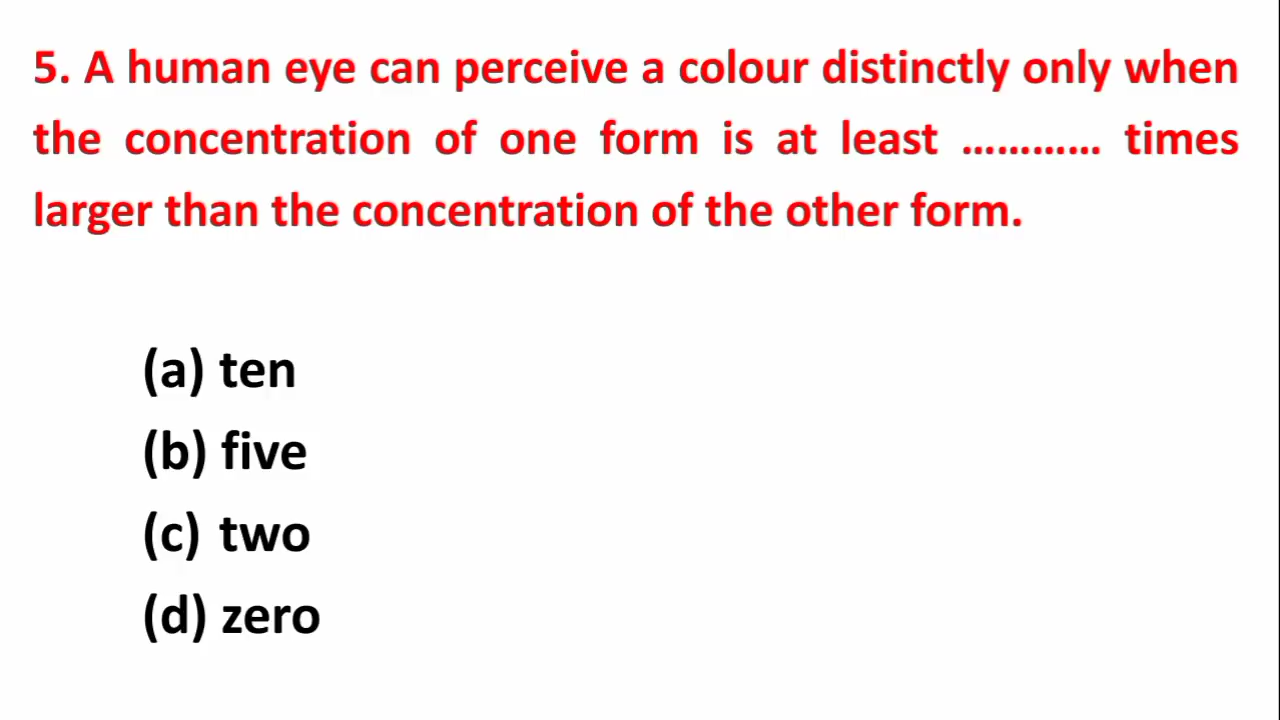 5. A human eye can perceive a colour distinctly only when
the concentration of one form is at least ............. times
larger than the concentration of the other form.
(a) ten
(b) five
(c) two
(d) zero